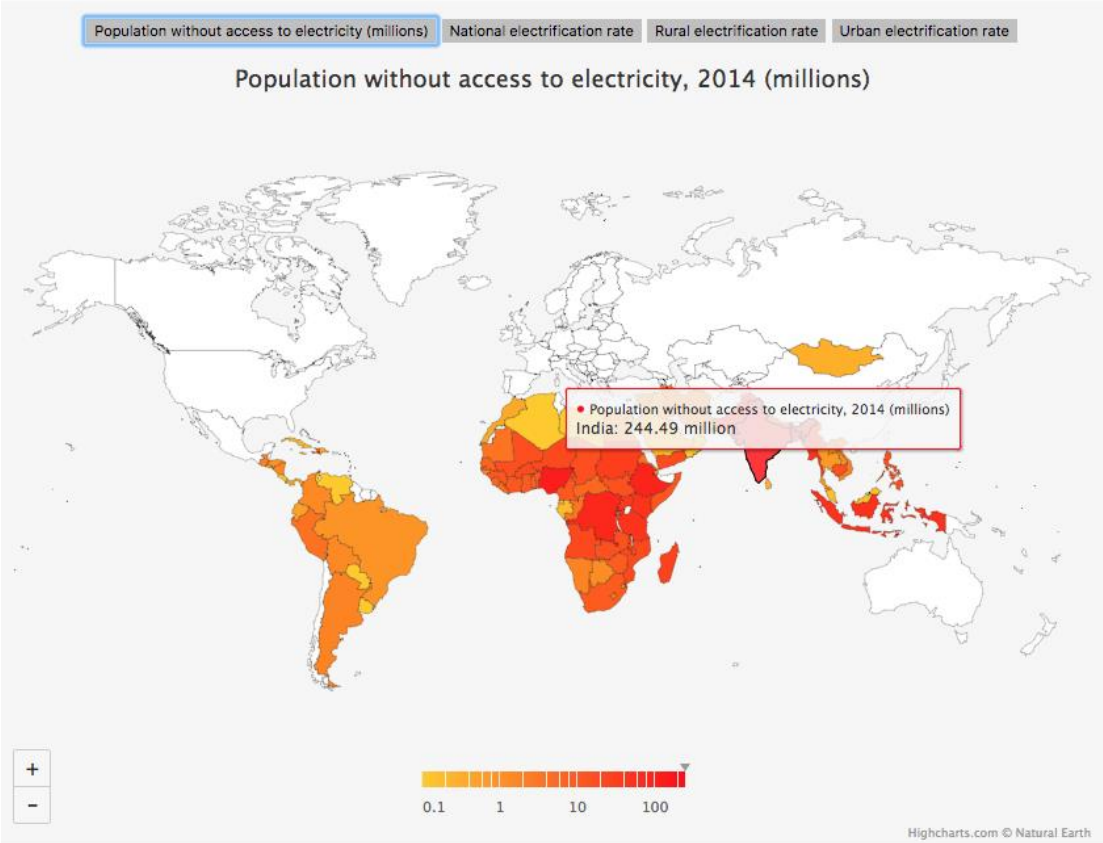 Population without access to electricity (millions) National electrification rate Rural electrification rate Urban electrification rate
Population without access to electricity, 2014 (millions)
● Population without access to electricity, 2014 (millions)
India: 244.49 million
+
−
0.1 1 10 100
Highcharts.com © Natural Earth